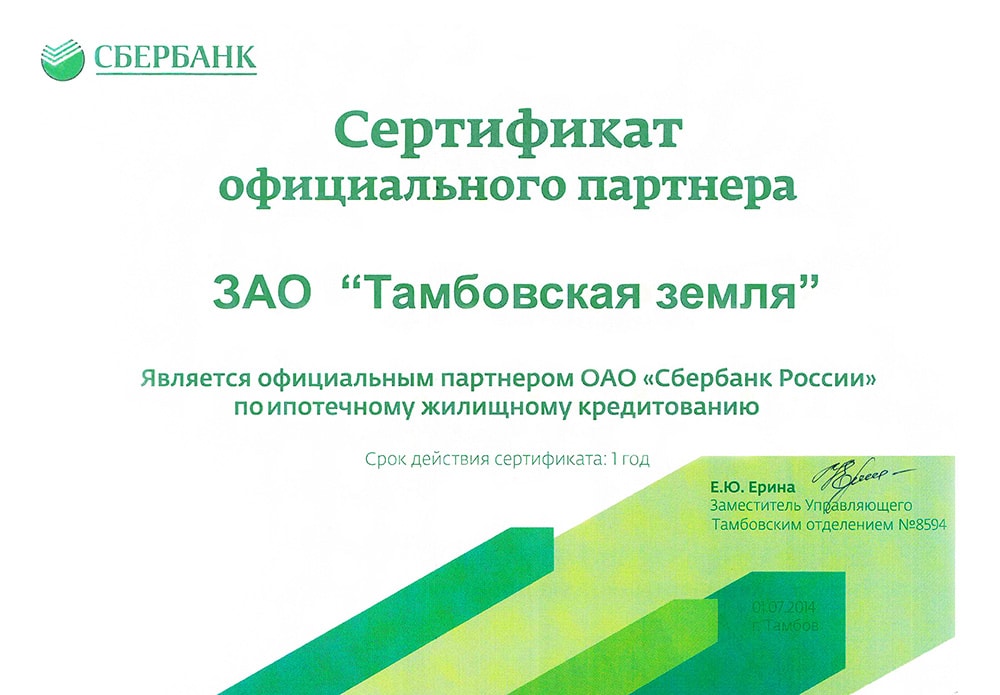 СБЕРБАНК
Сертификат
официального партнера
ЗАО “Тамбовская земля”
Является официальным партнером ОАО «Сбербанк России»
по ипотечному жилищному кредитованию
Срок действия сертификата: 1 год
Е.Ю. Ерина
Заместитель Управляющего
Тамбовским отделением №8594
01.07.2014
г. Тамбов